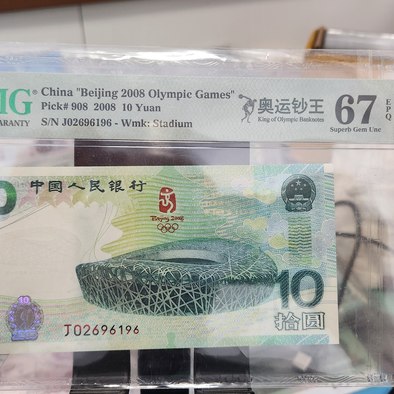 MG China "Beijing 2008 Olympic Games"
Pick# 908 2008 10 Yuan
S/N J02696196 - Wmk: Stadium
奥运钞王
King of Olympic Banknotes
67 EPQ
Superb Gem Unc
ARANTY
中国人民银行
Beijing 2008
10
J02696196
10
拾圆